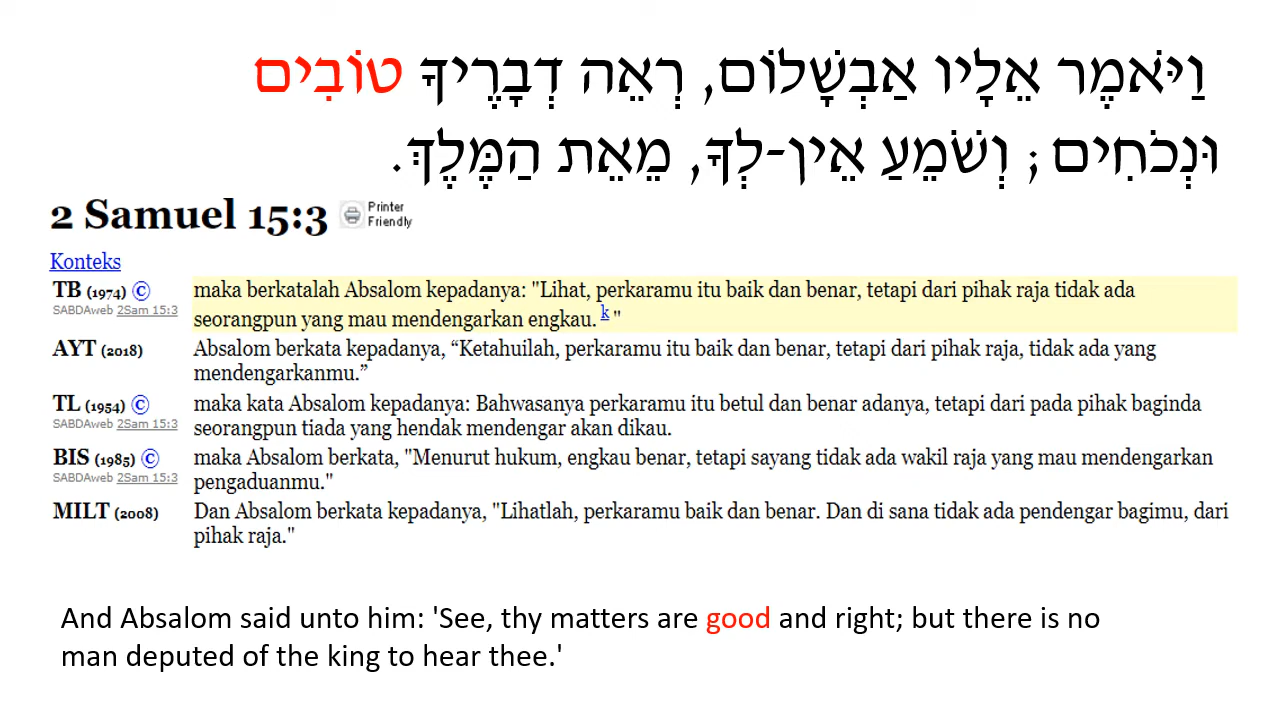 וַיֹּאמֶר אֵלָיו אַבְשָׁלוֹם, רְאֵה דְבָרֶיךָ טוֹבִים
וּנְכֹחִים; וְשֹׁמֵעַ אֵין-לְךָ, מֵאֵת הַמֶּלֶךְ.
2 Samuel 15:3 Printer Friendly
Konteks
TB (1974) © maka berkatalah Absalom kepadanya: "Lihat, perkaramu itu baik dan benar, tetapi dari pihak raja tidak ada
SABDAweb 2Sam 15:3 seorangpun yang mau mendengarkan engkau. k "
AYT (2018) Absalom berkata kepadanya, “Ketahuilah, perkaramu itu baik dan benar, tetapi dari pihak raja, tidak ada yang
mendengarkanmu.”
TL (1954) © maka kata Absalom kepadanya: Bahwasanya perkaramu itu betul dan benar adanya, tetapi dari pada pihak baginda
SABDAweb 2Sam 15:3 seorangpun tiada yang hendak mendengar akan dikau.
BIS (1985) © maka Absalom berkata, "Menurut hukum, engkau benar, tetapi sayang tidak ada wakil raja yang mau mendengarkan
SABDAweb 2Sam 15:3 pengaduanmu."
MILT (2008) Dan Absalom berkata kepadanya, "Lihatlah, perkaramu baik dan benar. Dan di sana tidak ada pendengar bagimu, dari
pihak raja."
And Absalom said unto him: 'See, thy matters are good and right; but there is no
man deputed of the king to hear thee.'